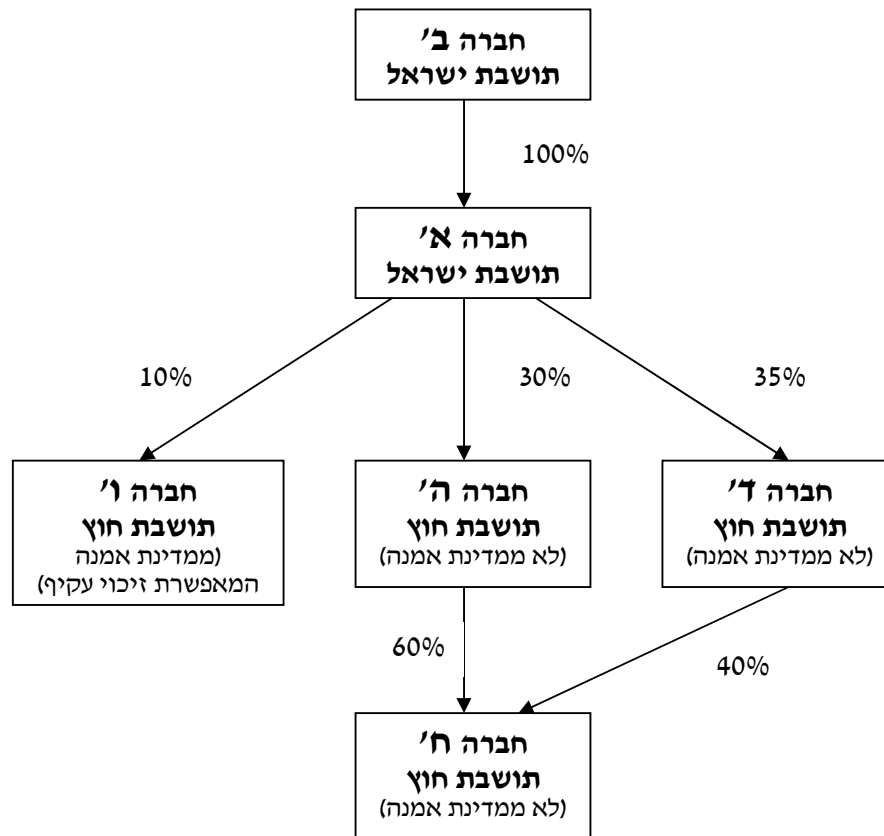 חברה ב'
תושבת ישראל
100%
חברה א'
תושבת ישראל
10%
30%
35%
חברה ו'
תושבת חוץ
(ממדינת אמנה
המאפשרת זיכוי עקיף)
חברה ה'
תושבת חוץ
(לא ממדינת אמנה)
חברה ד'
תושבת חוץ
(לא ממדינת אמנה)
60%
40%
חברה ח'
תושבת חוץ
(לא ממדינת אמנה)